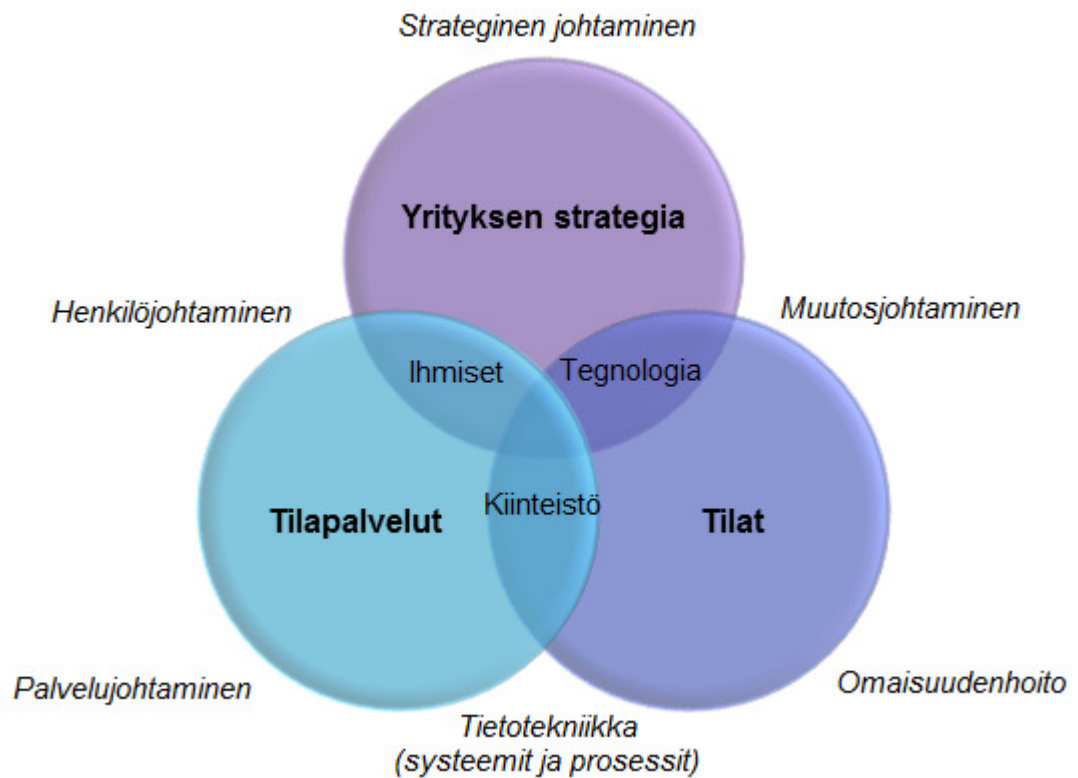 Strateginen johtaminen
Yrityksen strategia
Henkilöjohtaminen
Muutosjohtaminen
Ihmiset
Tegnologia
Tilapalvelut
Kiinteistö
Tilat
Palvelujohtaminen
Omaisuudenhoito
Tietotekniikka
(systeemit ja prosessit)